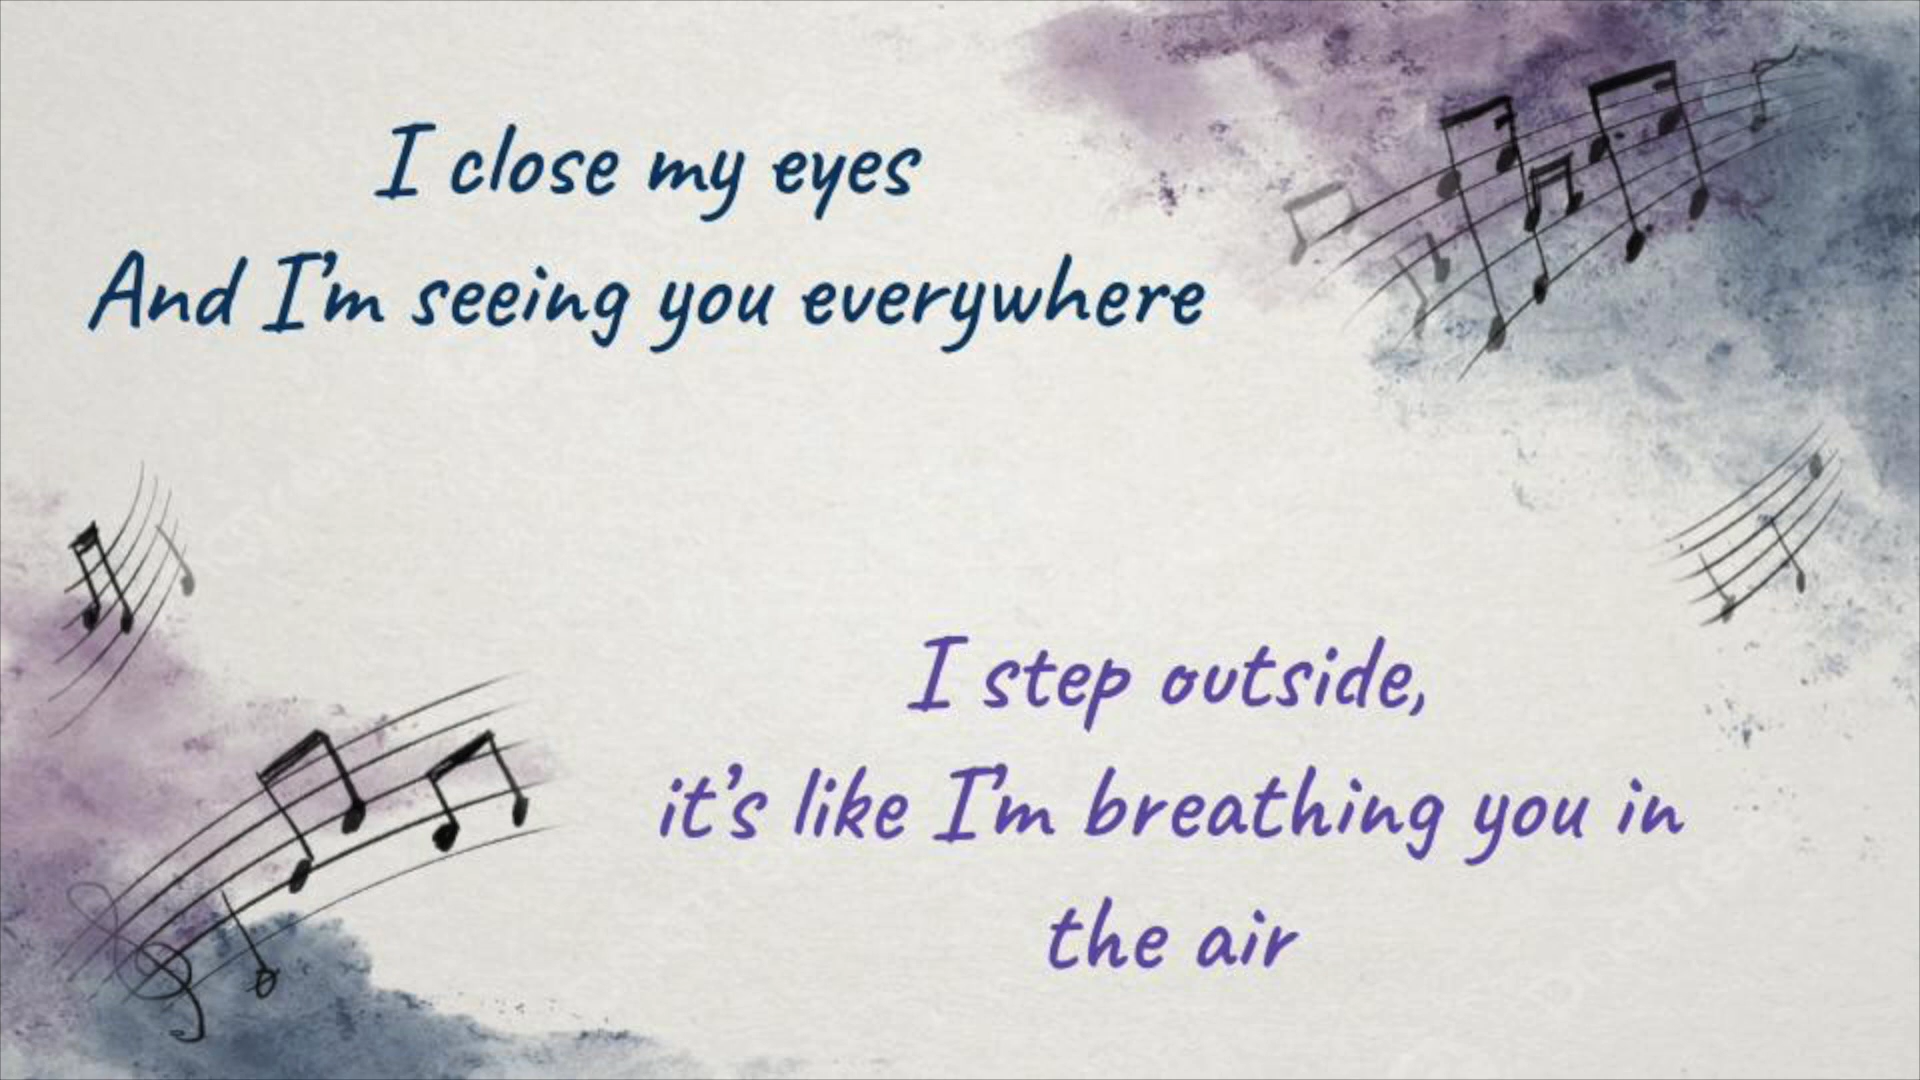 I close my eyes
And I’m seeing you everywhere
I step outside,
it’s like I’m breathing you in
the air